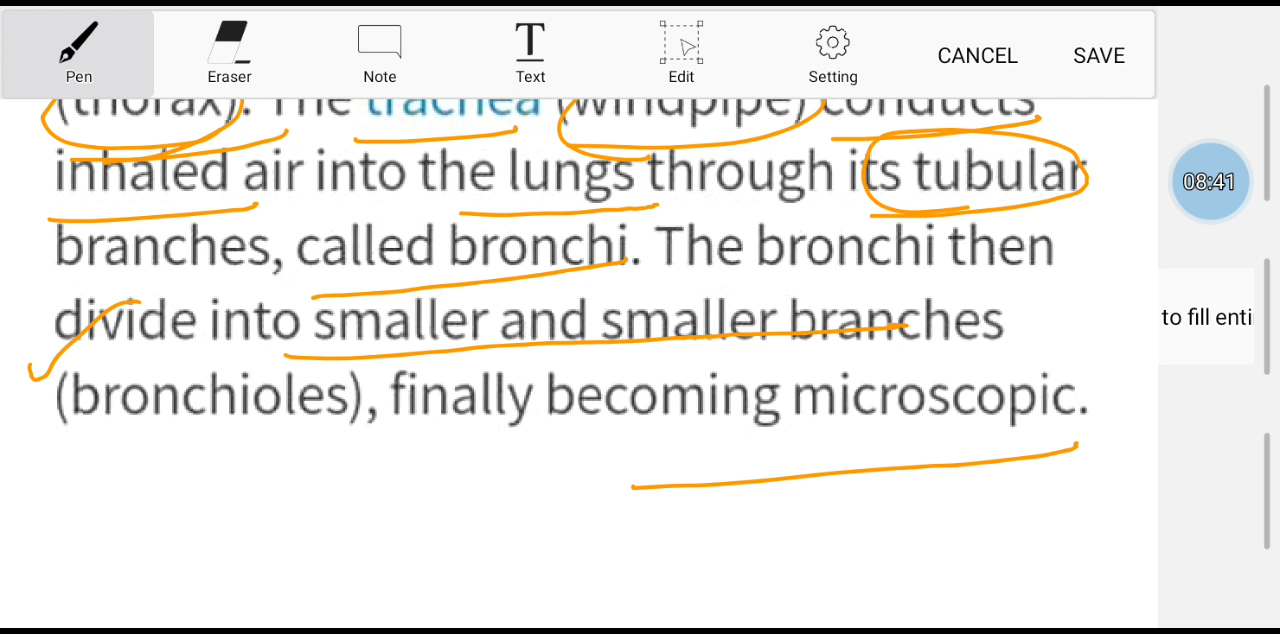 Pen
Eraser
Note
Text
Edit
Setting
CANCEL
SAVE
(thorax). The trachea (windpipe) conducts
inhaled air into the lungs through its tubular
branches, called bronchi. The bronchi then
divide into smaller and smaller branches
(bronchioles), finally becoming microscopic.
08:41
to fill enti